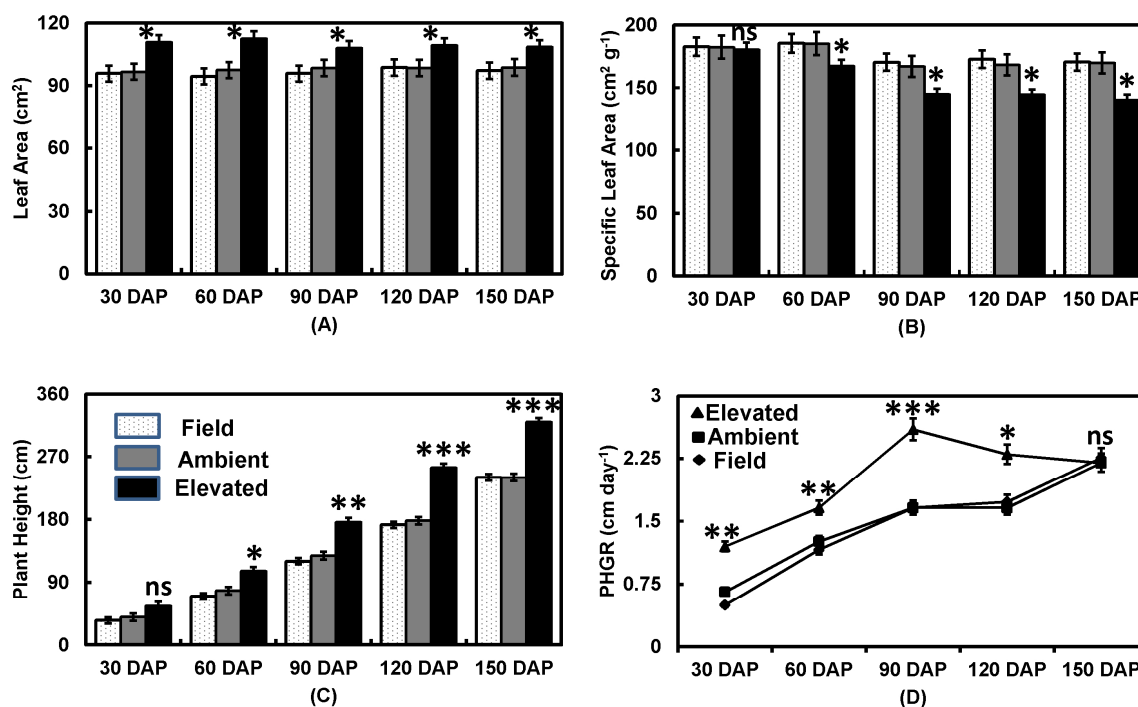 120
90
60
30
0
Leaf Area (cm²)
* * * * *
30 DAP 60 DAP 90 DAP 120 DAP 150 DAP
(A)
200
150
100
50
0
Specific Leaf Area (cm² g⁻¹)
ns * * * *
30 DAP 60 DAP 90 DAP 120 DAP 150 DAP
(B)
360
270
180
90
0
Plant Height (cm)
Field
Ambient
Elevated
ns * ** *** ***
30 DAP 60 DAP 90 DAP 120 DAP 150 DAP
(C)
3
2.25
1.5
0.75
0
PHGR (cm day⁻¹)
Elevated
Ambient
Field
** ** *** * ns
30 DAP 60 DAP 90 DAP 120 DAP 150 DAP
(D)